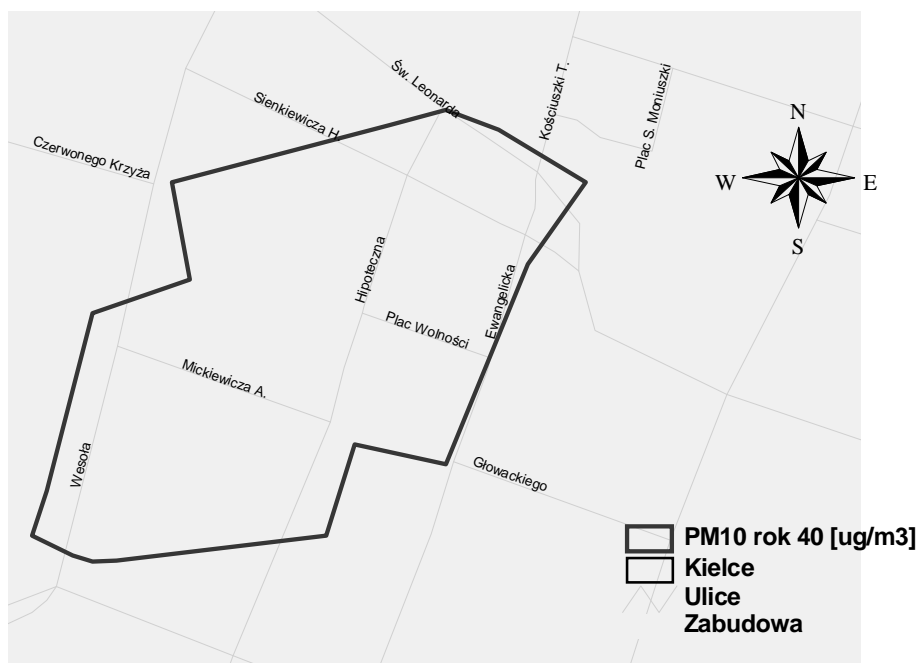 Św. Leonarda
Kościuszki T.
Plac S. Moniuszki
Sienkiewicza H.
Czerwonego Krzyża
N
W
E
S
Hipoteczna
Ewangelicka
Plac Wolności
Mickiewicza A.
Wesoła
Głowackiego
PM10 rok 40 [ug/m3]
Kielce
Ulice
Zabudowa